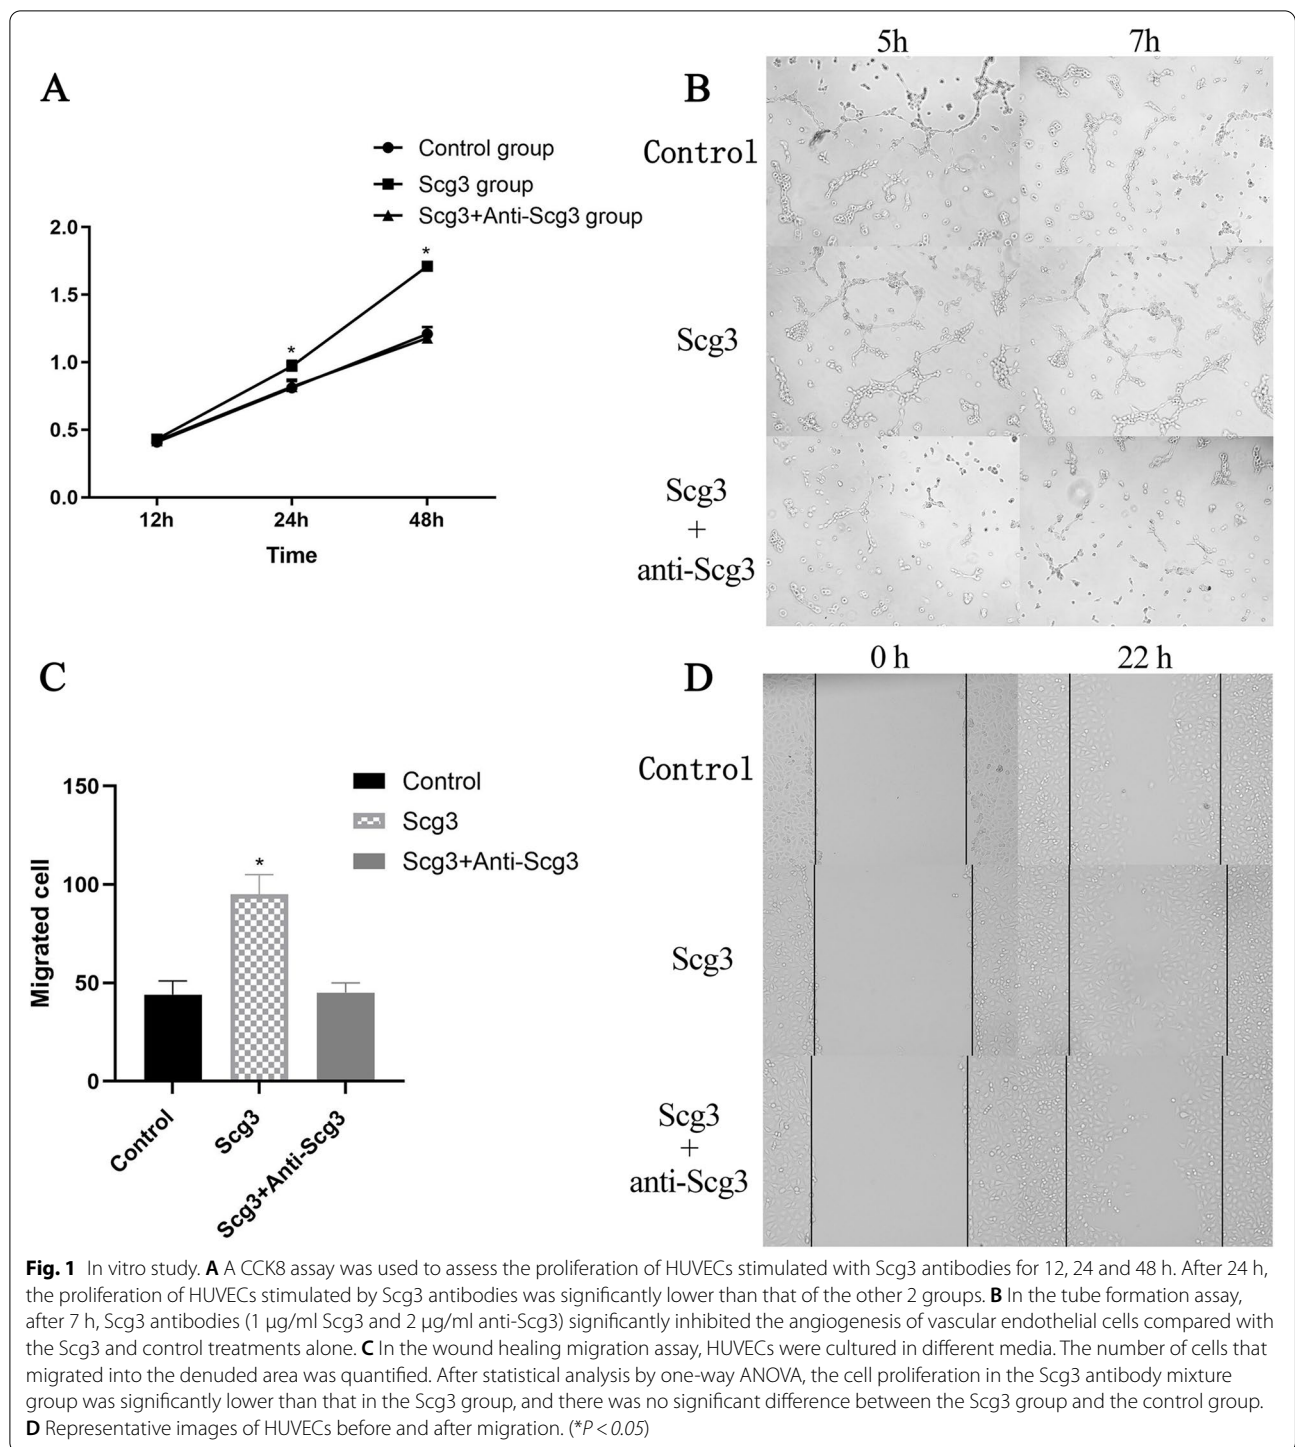 A
Control group
Scg3 group
Scg3+Anti-Scg3 group
2.0
1.5
1.0
0.5
0.0
*
*
12h
24h
48h
Time
B
5h
7h
Control
Scg3
Scg3
+
anti-Scg3
C
150
100
50
0
Migrated cell
*
Control
Scg3
Scg3+Anti-Scg3
Control
Scg3
Scg3+Anti-Scg3
D
0 h
22 h
Control
Scg3
Scg3
+
anti-Scg3
Fig. 1 In vitro study. A A CCK8 assay was used to assess the proliferation of HUVECs stimulated with Scg3 antibodies for 12, 24 and 48 h. After 24 h,
the proliferation of HUVECs stimulated by Scg3 antibodies was significantly lower than that of the other 2 groups. B In the tube formation assay,
after 7 h, Scg3 antibodies (1 μg/ml Scg3 and 2 μg/ml anti-Scg3) significantly inhibited the angiogenesis of vascular endothelial cells compared with
the Scg3 and control treatments alone. C In the wound healing migration assay, HUVECs were cultured in different media. The number of cells that
migrated into the denuded area was quantified. After statistical analysis by one-way ANOVA, the cell proliferation in the Scg3 antibody mixture
group was significantly lower than that in the Scg3 group, and there was no significant difference between the Scg3 group and the control group.
D Representative images of HUVECs before and after migration. (*P < 0.05)